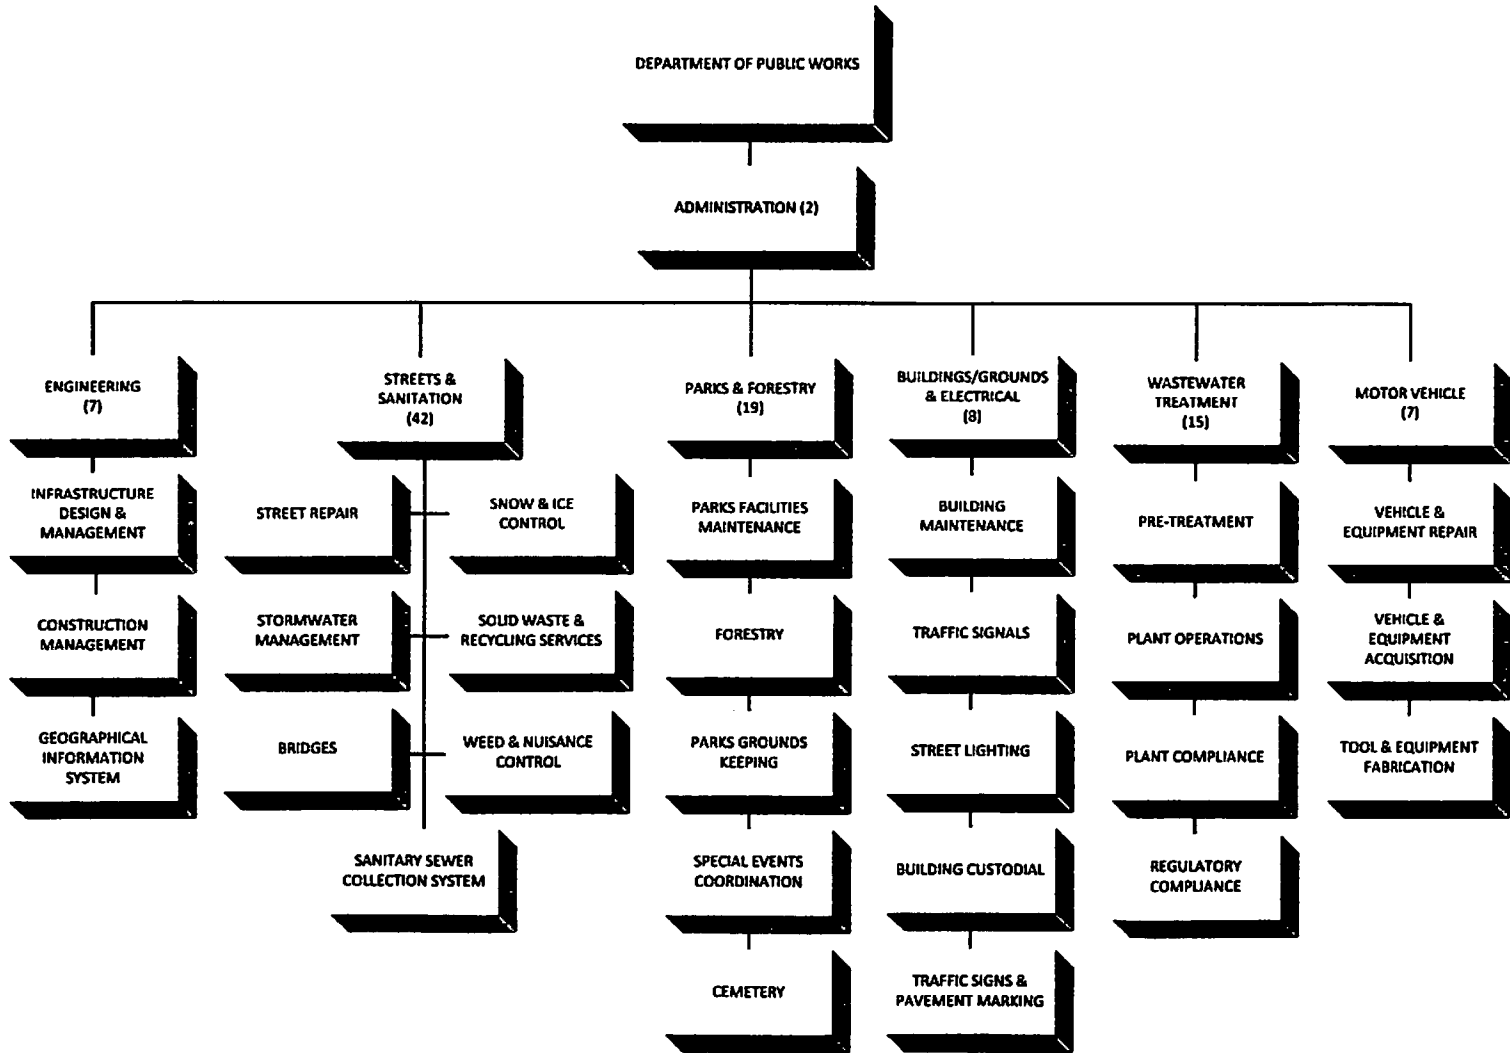 DEPARTMENT OF PUBLIC WORKS
ADMINISTRATION (2)
ENGINEERING
(7)
INFRASTRUCTURE
DESIGN &
MANAGEMENT
CONSTRUCTION
MANAGEMENT
GEOGRAPHICAL
INFORMATION
SYSTEM
STREETS &
SANITATION
(42)
STREET REPAIR
SNOW & ICE
CONTROL
STORMWATER
MANAGEMENT
SOLID WASTE &
RECYCLING SERVICES
BRIDGES
WEED & NUISANCE
CONTROL
SANITARY SEWER
COLLECTION SYSTEM
PARKS & FORESTRY
(19)
PARKS FACILITIES
MAINTENANCE
FORESTRY
PARKS GROUNDS
KEEPING
SPECIAL EVENTS
COORDINATION
CEMETERY
BUILDINGS/GROUNDS
& ELECTRICAL
(8)
BUILDING
MAINTENANCE
TRAFFIC SIGNALS
STREET LIGHTING
BUILDING CUSTODIAL
TRAFFIC SIGNS &
PAVEMENT MARKING
WASTEWATER
TREATMENT
(15)
PRE-TREATMENT
PLANT OPERATIONS
PLANT COMPLIANCE
REGULATORY
COMPLIANCE
MOTOR VEHICLE
(7)
VEHICLE &
EQUIPMENT REPAIR
VEHICLE &
EQUIPMENT
ACQUISITION
TOOL & EQUIPMENT
FABRICATION